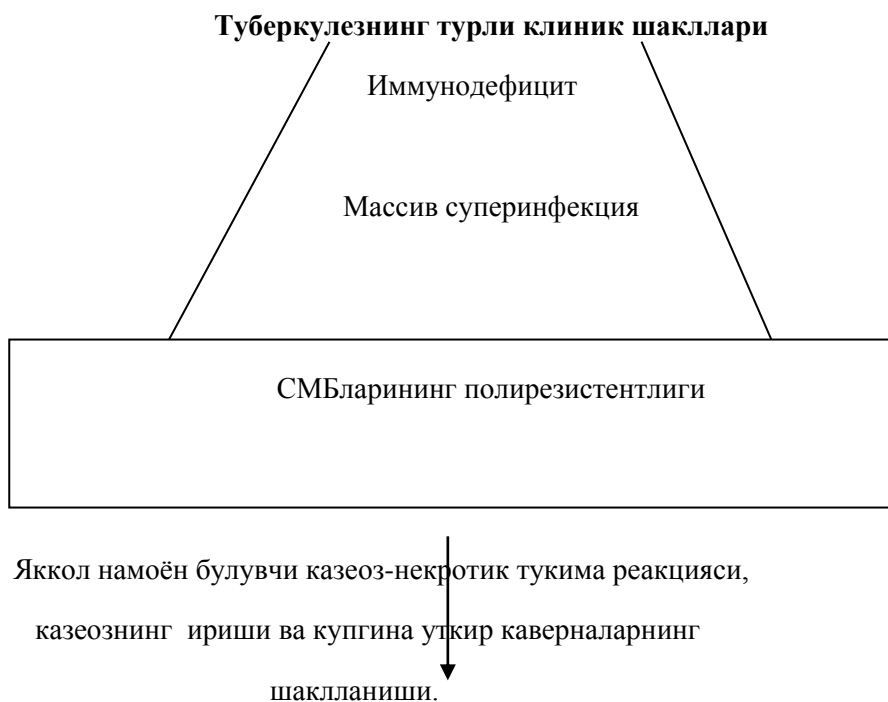 Туберкулезнинг турли клиник шакллари
Иммунодефицит
Массив суперинфекция
СМБларининг полирезистентлиги
Яккол намоён булувчи казеоз-некротик тукима реакцияси,
казеознинг ириши ва купгина уткир каверналарнинг
шаклланиши.